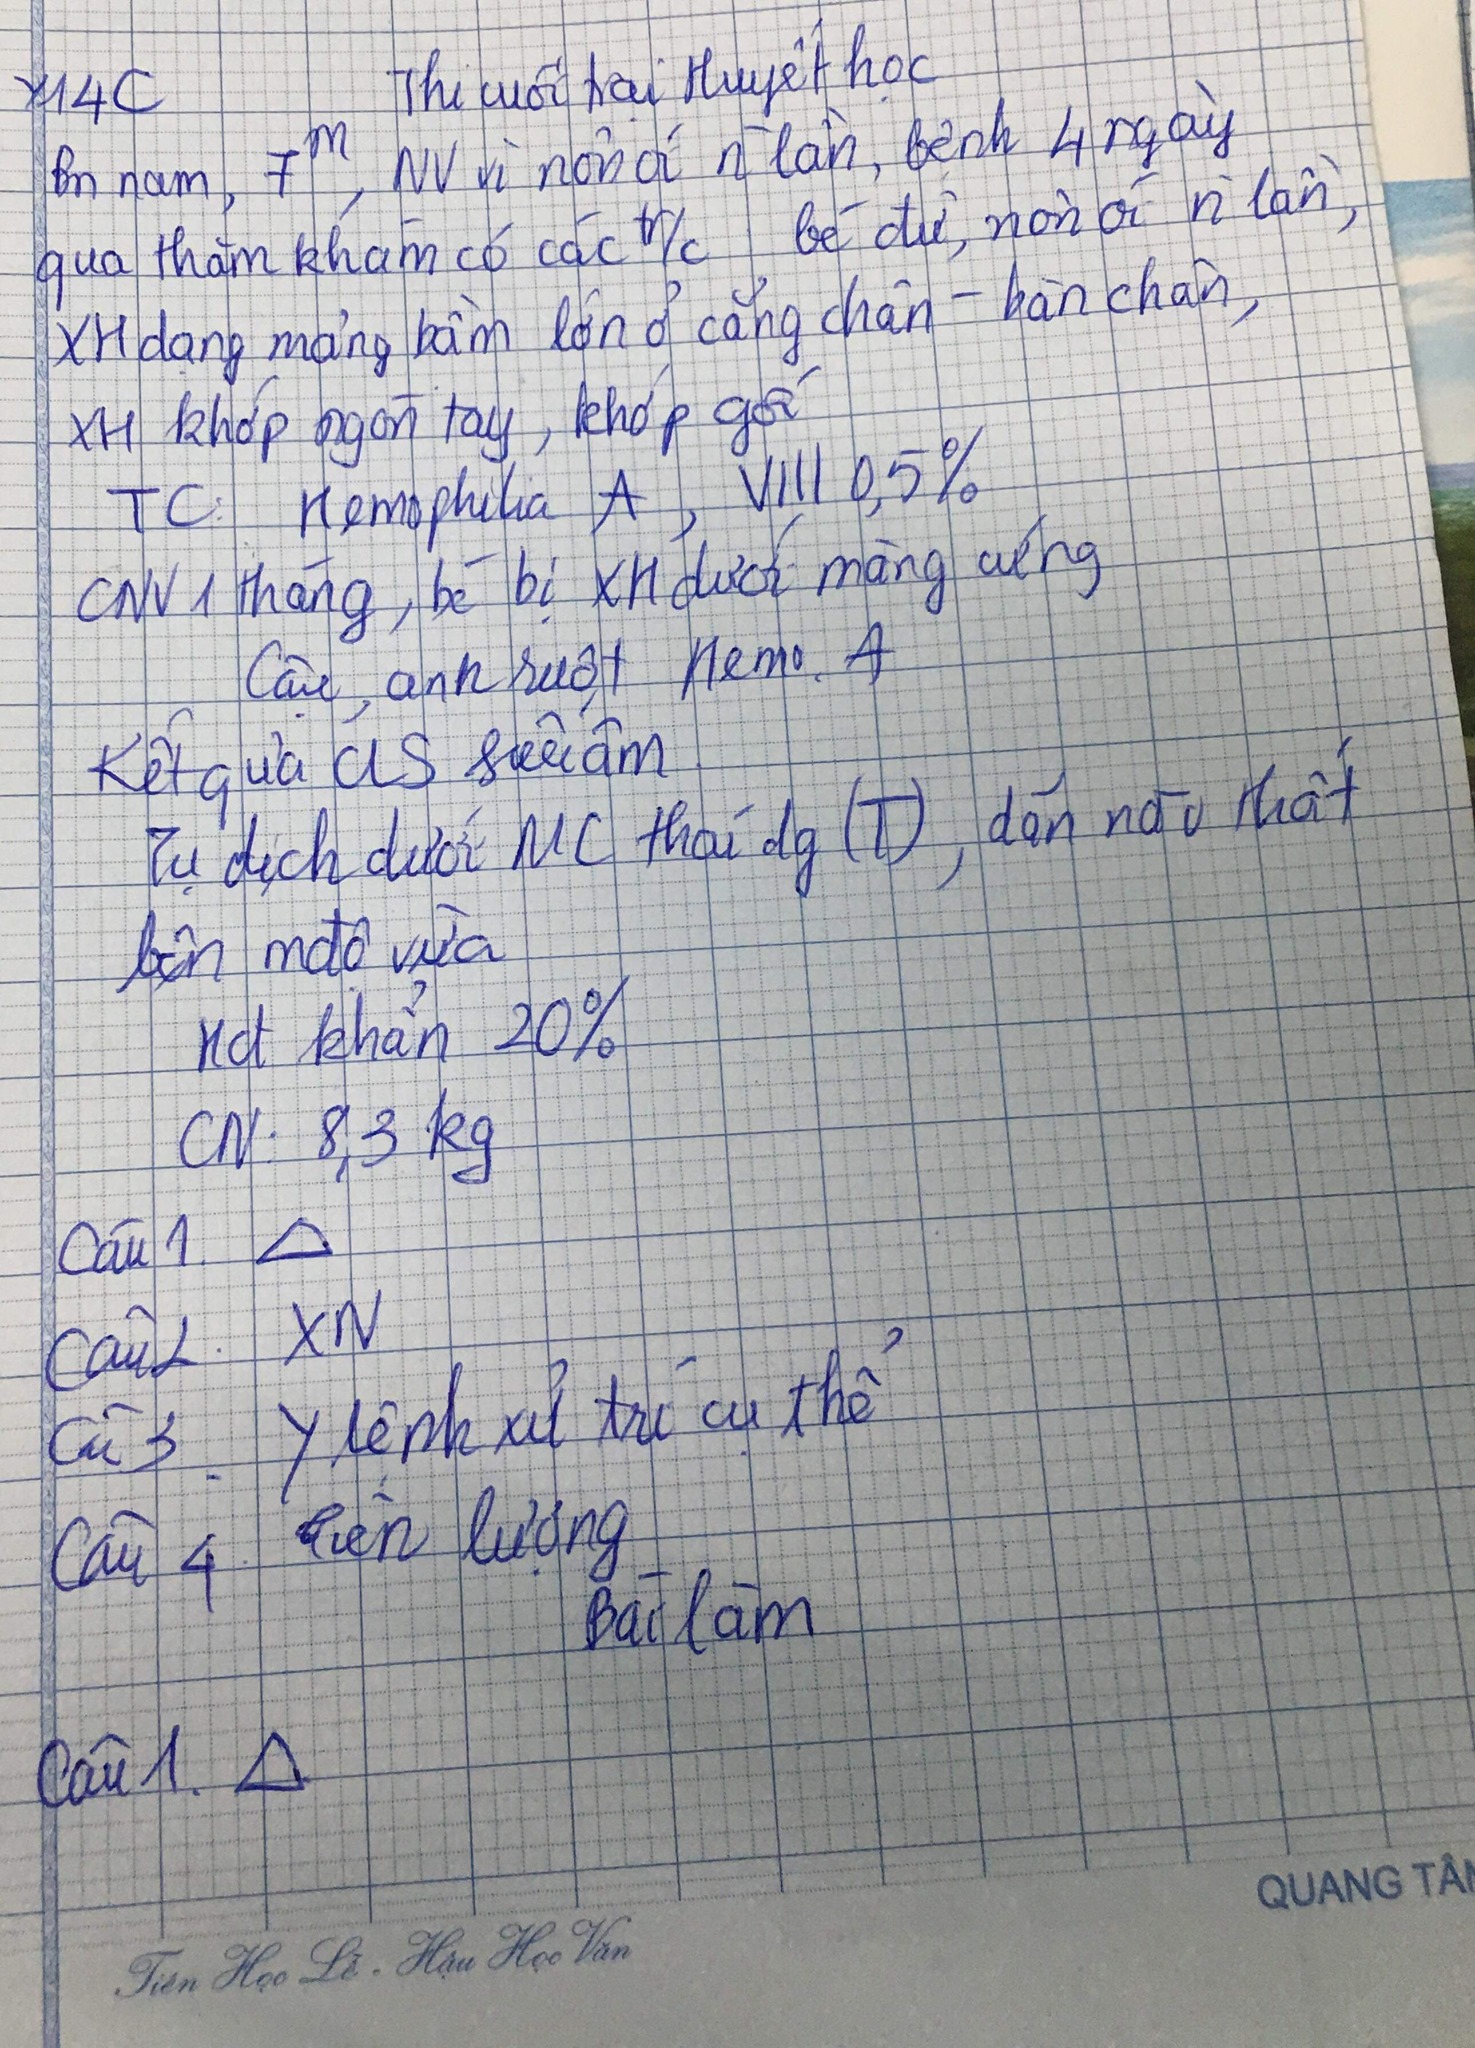 Y14C Thi cuối trại Huyết học
Bn nam, 7m, NV vì nôn ói n lần, bệnh 4 ngày
qua thăm khám có các tr/c bé đừ, nôn ói n lần,
XH dạng mảng bầm lớn ở cẳng chân - bàn chân,
XH khớp ngón tay, khớp gối
TC: Hemophilia A, VIII 0,5%
CNV 1 tháng, bé bị XH dưới màng cứng
Cậu, anh ruột Hemo. A
Kết quả CLS siêu âm
Tụ dịch dưới MC thái dg (T), dãn não thất
bên mđộ vừa
Hct khẩn 20%
CN: 8,3 kg
Câu 1. △
Câu 2. XN
Câu 3. Y lệnh xử trí cụ thể
Câu 4. tiên lượng
Bài làm
Câu 1. △
QUANG TÂ
Tiên Học Lễ - Hậu Học Văn